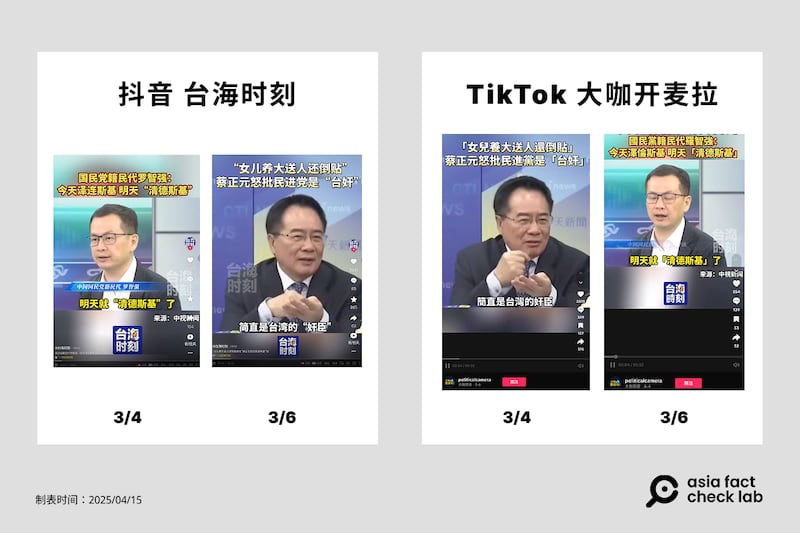 抖音 台海时刻
国民党籍民代罗智强：
今天泽连斯基 明天“清德斯基”
中国国民党籍民代 罗智强
明天就“清德斯基”了
来源：中视新闻
台海
时刻
3/4
“女儿养大送人还倒贴”
蔡正元怒批民进党是“台奸”
台海
时刻
简直是台湾的“奸臣”
台海
时刻
3/6
TikTok 大咖开麦拉
「女兒養大送人還倒貼」
蔡正元怒批民進黨是「台奸」
簡直是台灣的奸臣
politicalcamera
3/4
國民黨籍民代羅智強：
今天澤倫斯基 明天「清德斯基」
明天就「清德斯基」了
来源：中視新闻
台海
时刻
politicalcamera
3/6
制表时间：2025/04/15
asia fact
check lab